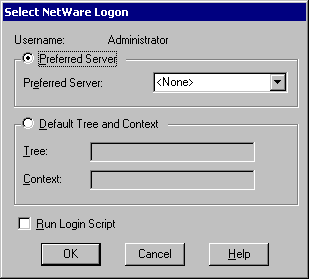 Select NetWare Logon
Username: Administrator
Preferred Server
Preferred Server: <None>
Default Tree and Context
Tree:
Context:
Run Login Script
OK Cancel Help